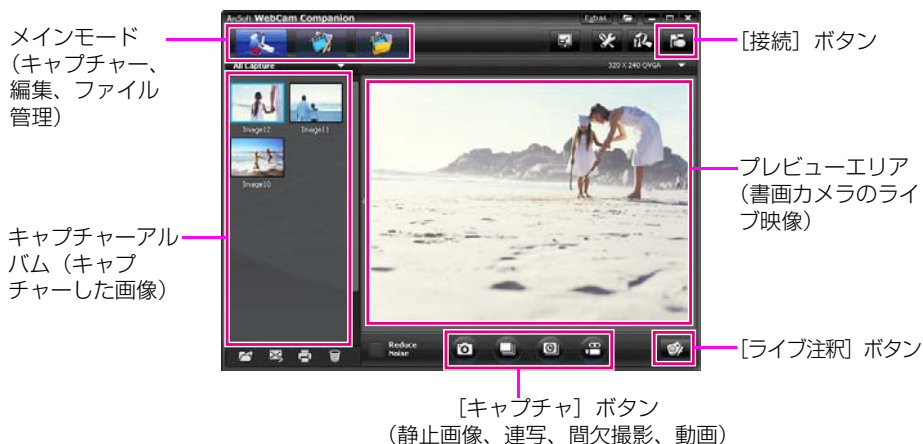 ArcSoft WebCam Companion
Extras
メインモード
（キャプチャー、
編集、ファイル
管理）
［接続］ボタン
All Capture
320 X 240 QVGA
Image12
Image11
Image10
プレビューエリア
（書画カメラのライ
ブ映像）
キャプチャーアル
バム（キャプ
チャーした画像）
Reduce
Noise
［ライブ注釈］ボタン
［キャプチャ］ボタン
（静止画像、連写、間欠撮影、動画）